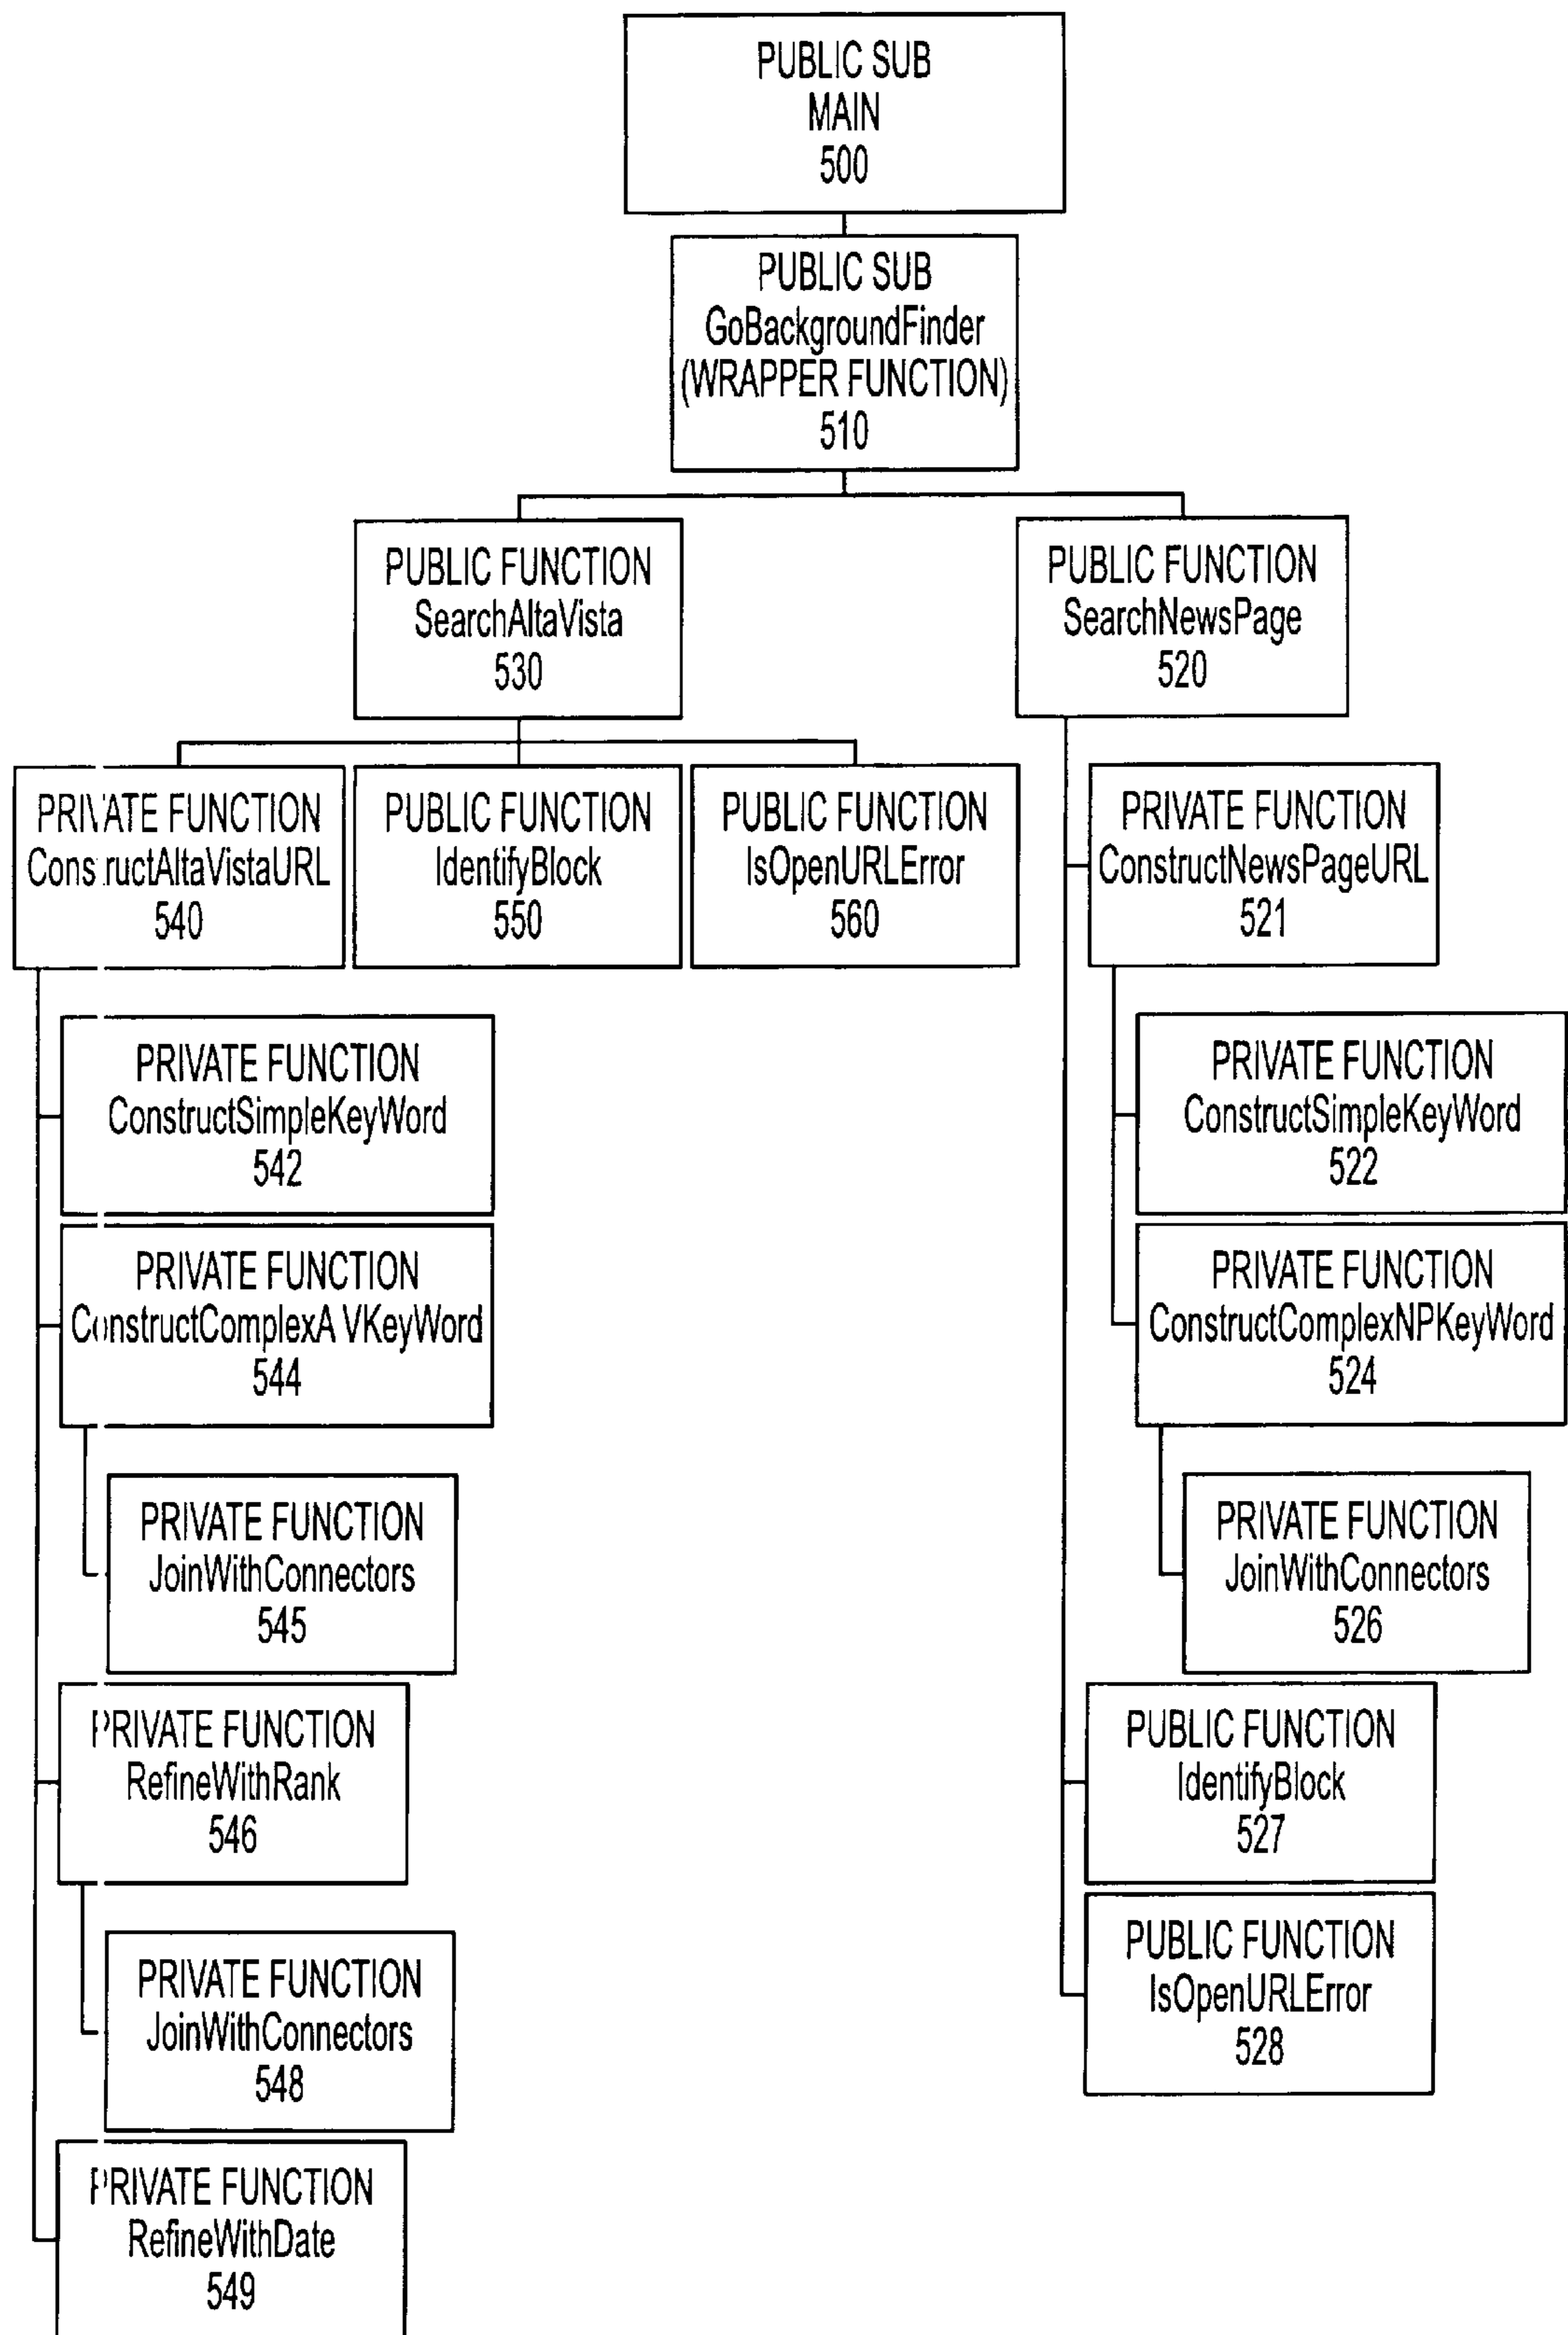 PUBLIC SUB
MAIN
500
PUBLIC SUB
GoBackgroundFinder
(WRAPPER FUNCTION)
510
PUBLIC FUNCTION
SearchAltaVista
530
PUBLIC FUNCTION
SearchNewsPage
520
PRIVATE FUNCTION
ConstructAltaVistaURL
540
PUBLIC FUNCTION
IdentifyBlock
550
PUBLIC FUNCTION
IsOpenURLError
560
PRIVATE FUNCTION
ConstructNewsPageURL
521
PRIVATE FUNCTION
ConstructSimpleKeyWord
542
PRIVATE FUNCTION
ConstructSimpleKeyWord
522
PRIVATE FUNCTION
ConstructComplexA VKeyWord
544
PRIVATE FUNCTION
ConstructComplexNPKeyWord
524
PRIVATE FUNCTION
JoinWithConnectors
545
PRIVATE FUNCTION
JoinWithConnectors
526
PRIVATE FUNCTION
RefineWithRank
546
PUBLIC FUNCTION
IdentifyBlock
527
PRIVATE FUNCTION
JoinWithConnectors
548
PUBLIC FUNCTION
IsOpenURLError
528
PRIVATE FUNCTION
RefineWithDate
549